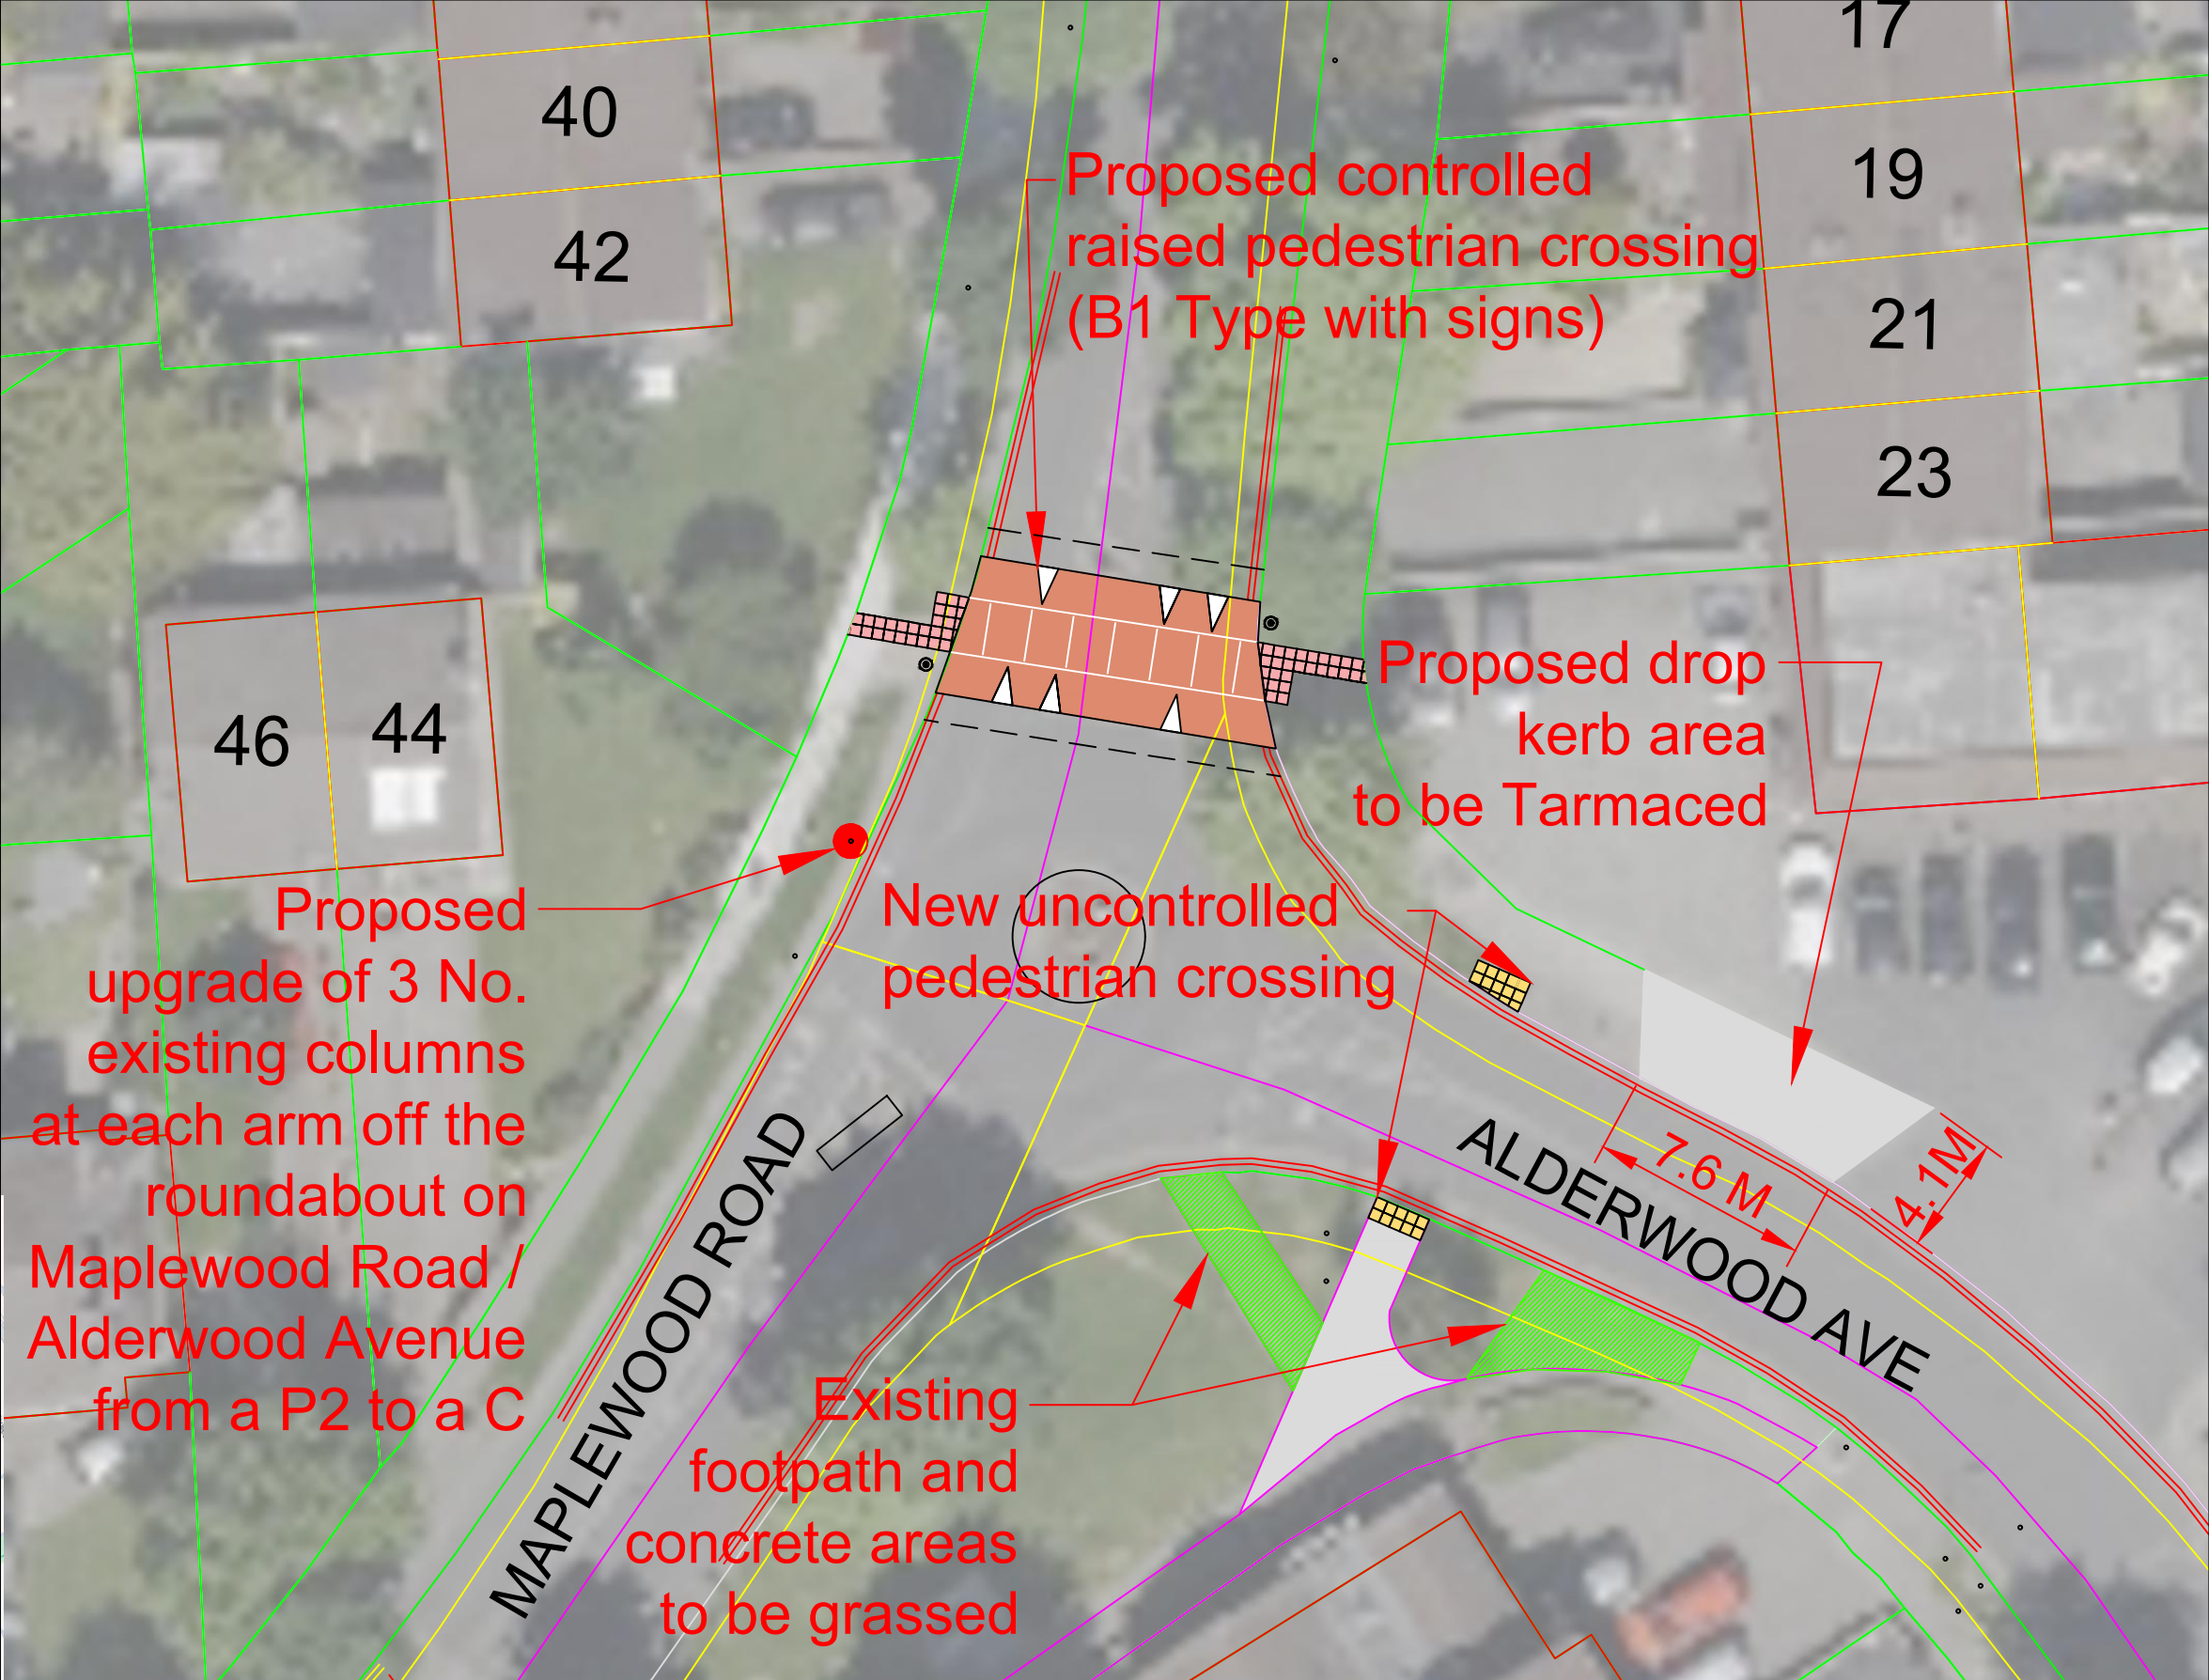 40
42
17
19
21
23
46
44
Proposed controlled
raised pedestrian crossing
(B1 Type with signs)
Proposed drop
kerb area
to be Tarmaced
New uncontrolled
pedestrian crossing
Proposed
upgrade of 3 No.
existing columns
at each arm off the
roundabout on
Maplewood Road /
Alderwood Avenue
from a P2 to a C
MAPLEWOOD ROAD
ALDERWOOD AVE
7.6 M
4.1M
Existing
footpath and
concrete areas
to be grassed